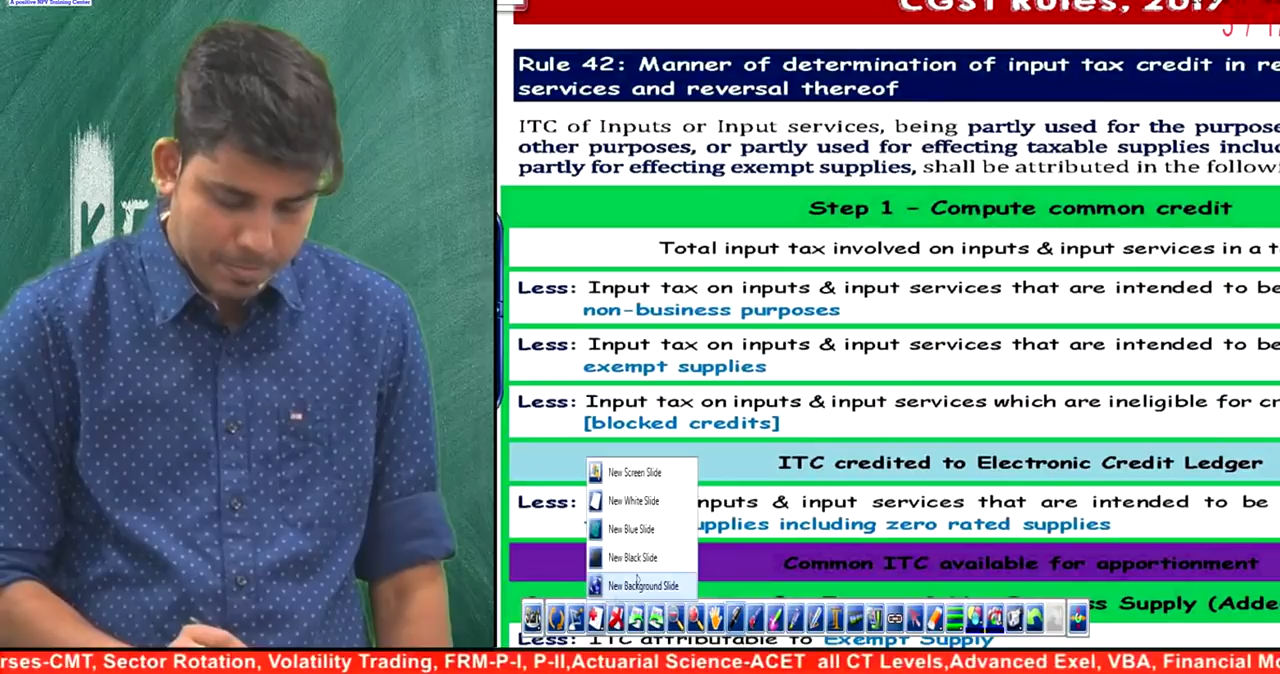 A positive NPV Training Center
CGST Rules, 2017
Rule 42: Manner of determination of input tax credit in re
services and reversal thereof
ITC of Inputs or Input services, being partly used for the purpose
other purposes, or partly used for effecting taxable supplies inclu
partly for effecting exempt supplies, shall be attributed in the follow
Step 1 - Compute common credit
Total input tax involved on inputs & input services in a t
Less: Input tax on inputs & input services that are intended to be
non-business purposes
Less: Input tax on inputs & input services that are intended to be
exempt supplies
Less: Input tax on inputs & input services which are ineligible for cr
[blocked credits]
ITC credited to Electronic Credit Ledger
Less: nputs & input services that are intended to be
upplies including zero rated supplies
Common ITC available for apportionment
s Supply (Adde
Less: ITC attributable to Exempt Supply
New Screen Slide
New White Slide
New Blue Slide
New Black Slide
New Background Slide
rses-CMT, Sector Rotation, Volatility Trading, FRM-P-I, P-II,Actuarial Science-ACET all CT Levels,Advanced Exel, VBA, Financial Mo